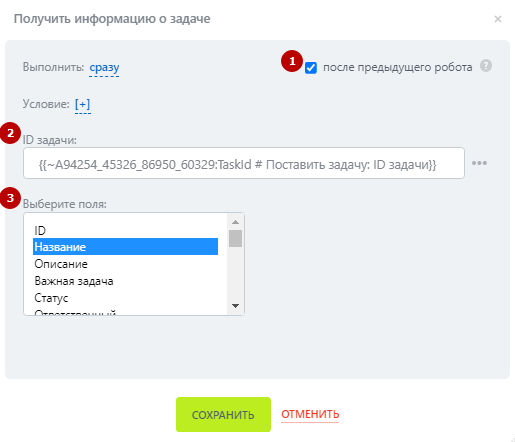 Получить информацию о задаче ×
Выполнить: сразу 1 после предыдущего робота ?
Условие: [+]
2 ID задачи:
{{~A94254_45326_86950_60329:TaskId # Поставить задачу: ID задачи}} •••
3 Выберите поля:
ID
Название
Описание
Важная задача
Статус
Ответственный
СОХРАНИТЬ ОТМЕНИТЬ